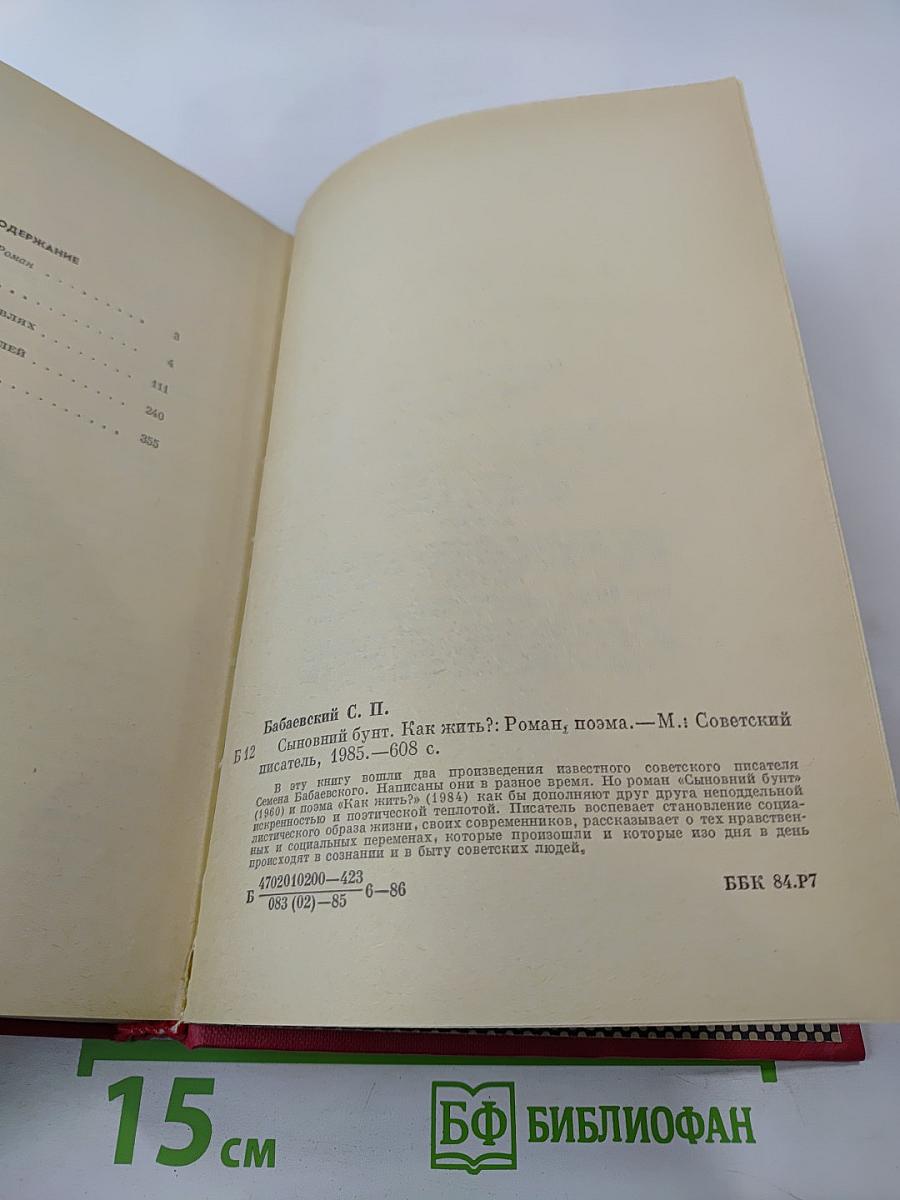 ОДЕРЖАНИЕ
Роман . . . . . . . . 3
. . . . . . . . 4
ВЛЯХ . . . . . . . 111
ЛЕЙ . . . . . . . 240
. . . . . . . . 355
Бабаевский С. П.
Б 12 Сыновний бунт. Как жить?: Роман, поэма.—М.: Советский
писатель, 1985.—608 с.
В эту книгу вошли два произведения известного советского писателя
Семена Бабаевского. Написаны они в разное время. Но роман «Сыновний бунт»
(1960) и поэма «Как жить?» (1984) как бы дополняют друг друга неподдельной
искренностью и поэтической теплотой. Писатель воспевает становление социа-
листического образа жизни, своих современников, рассказывает о тех нравствен-
ных и социальных переменах, которые произошли и которые изо дня в день
происходят в сознании и в быту советских людей.
Б 4702010200—423 6—86
083 (02)—85
ББК 84.Р7
15 см
БФ БИБЛИОФАН